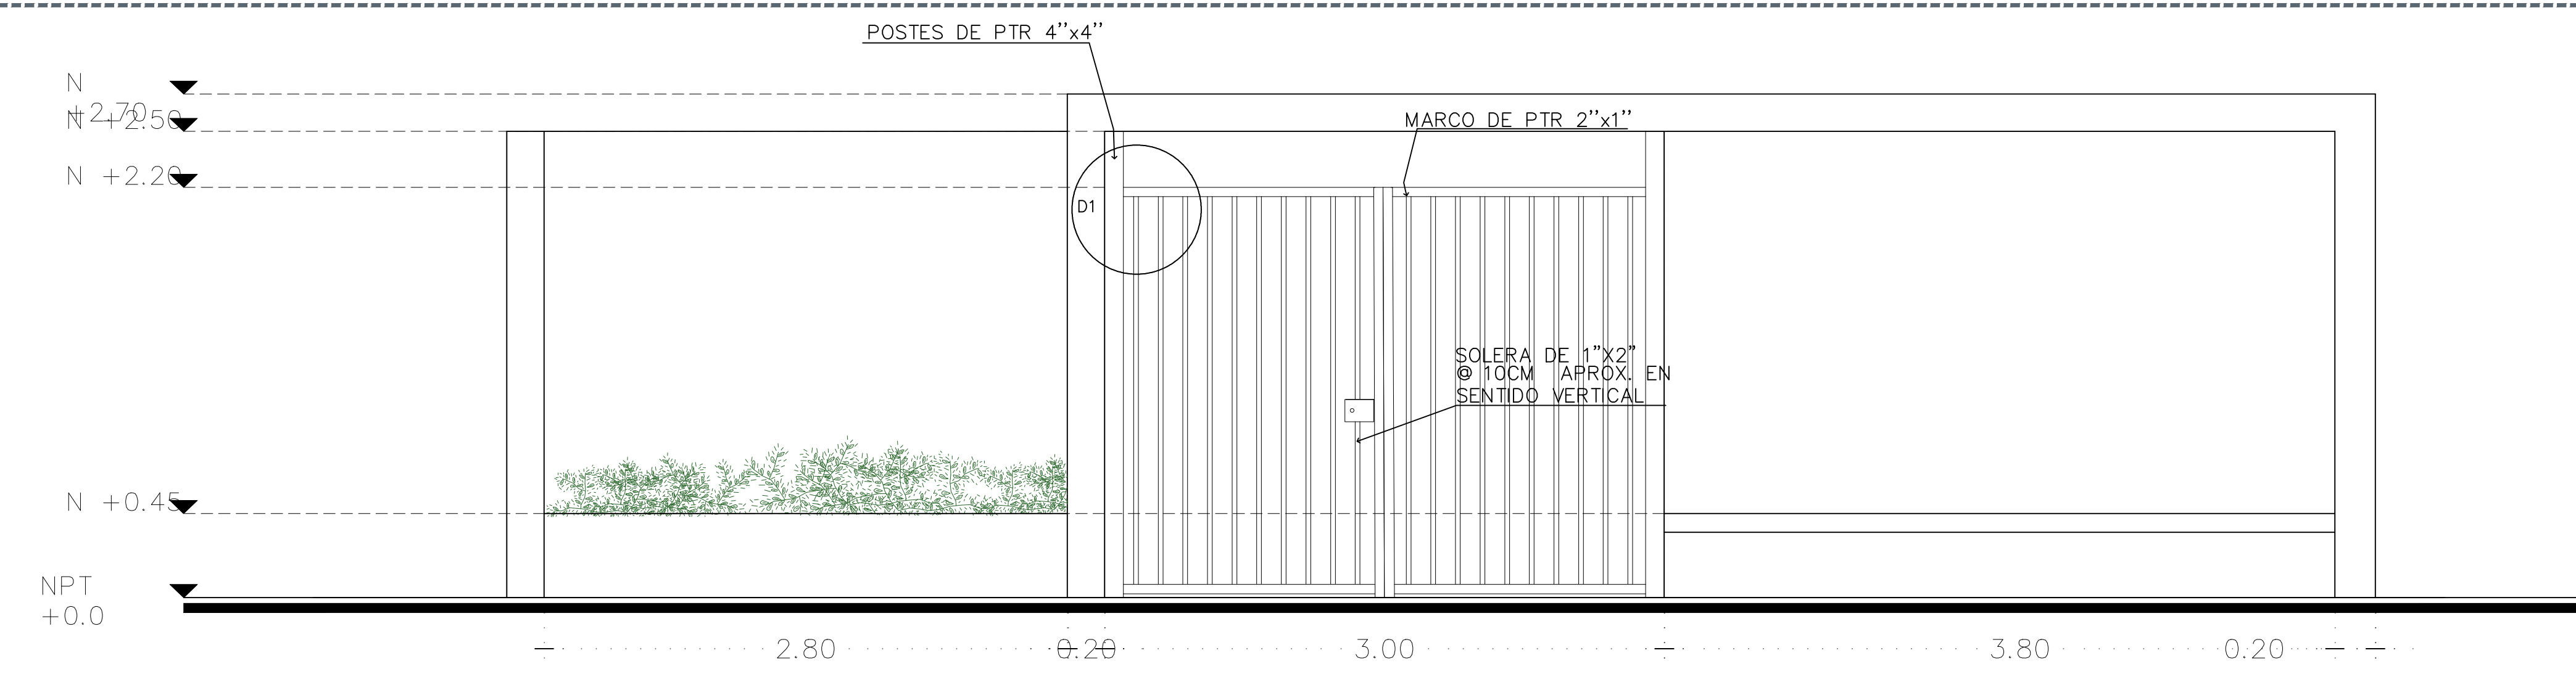 POSTES DE PTR 4''x4''
N
+2.70
N +2.50
MARCO DE PTR 2''x1''
N +2.20
D1
SOLERA DE 1"X2"
@ 10CM APROX. EN
SENTIDO VERTICAL
N +0.45
NPT
+0.0
2.80
0.20
3.00
3.80
0.20